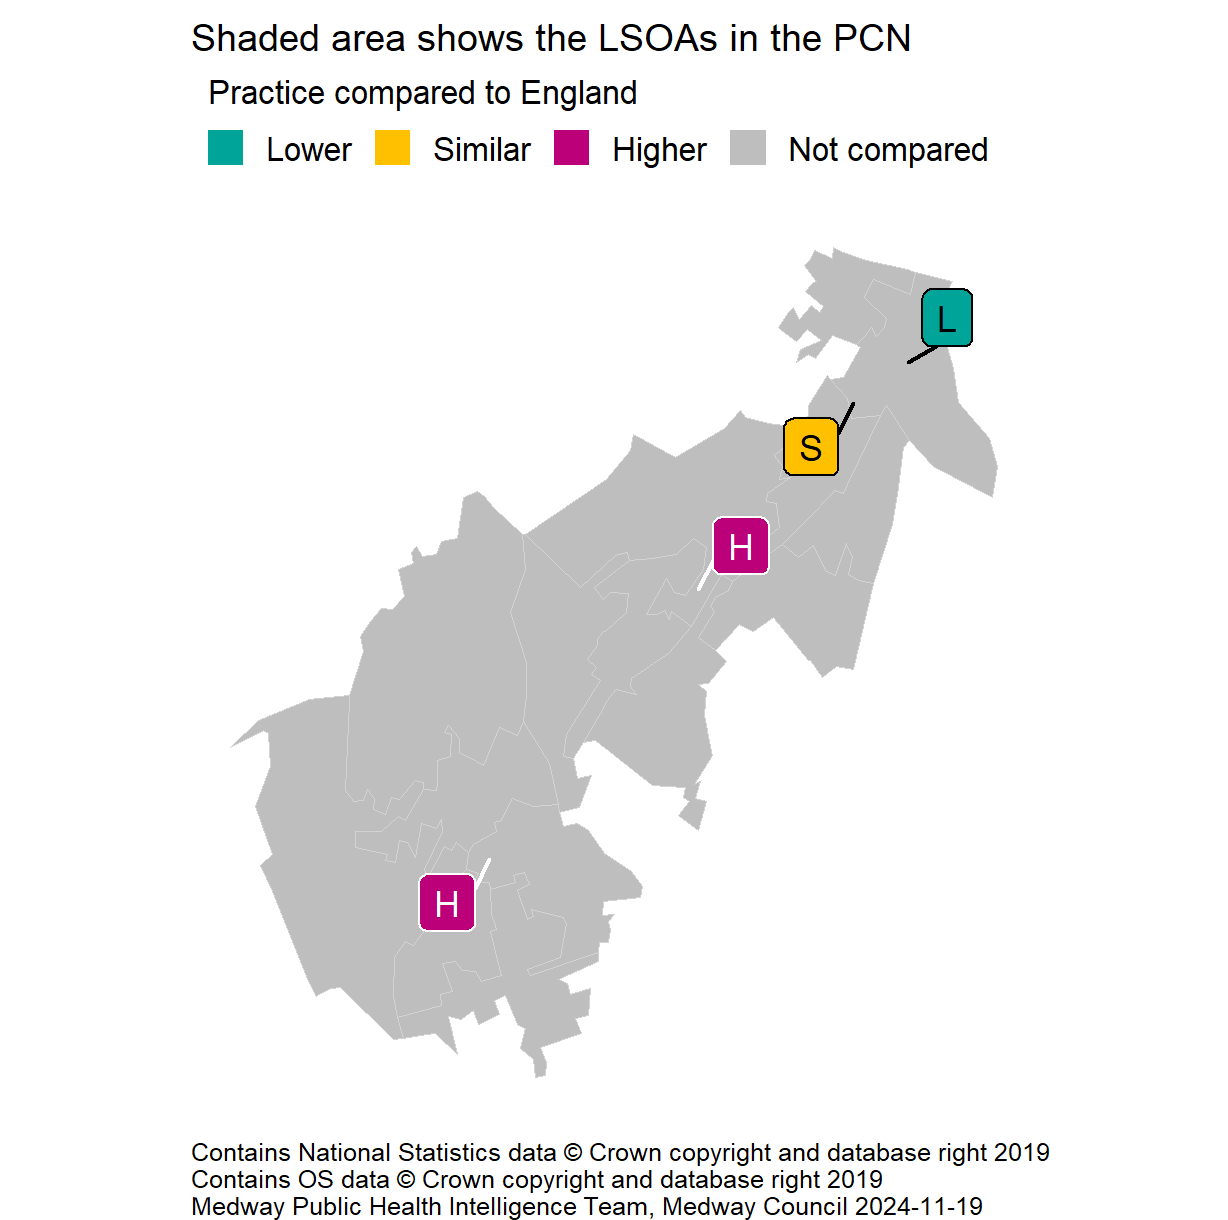 Shaded area shows the LSOAs in the PCN
Practice compared to England
Lower Similar Higher Not compared
L
S
H
H
Contains National Statistics data © Crown copyright and database right 2019
Contains OS data © Crown copyright and database right 2019
Medway Public Health Intelligence Team, Medway Council 2024-11-19